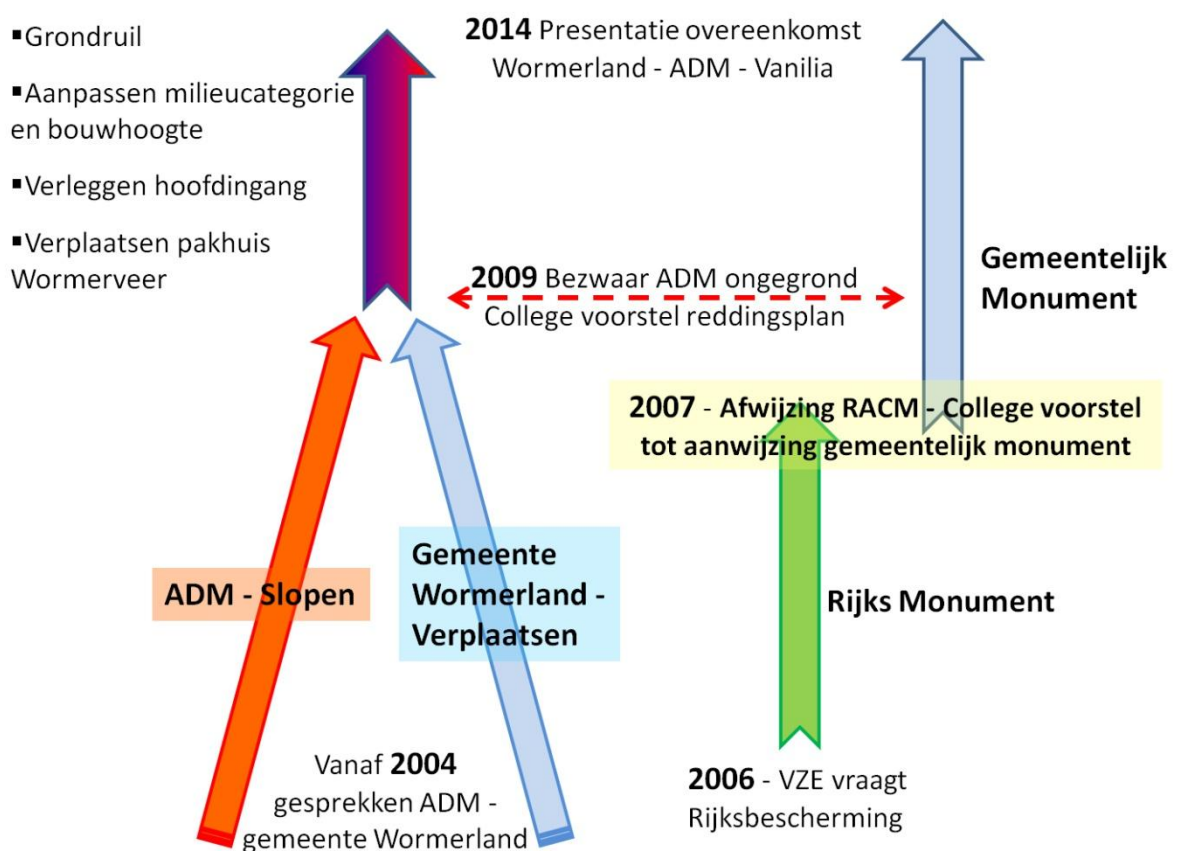 ▪Grondruil
▪Aanpassen milieucategorie
en bouwhoogte
▪Verleggen hoofdingang
▪Verplaatsen pakhuis
Wormerveer
2014 Presentatie overeenkomst
Wormerland - ADM - Vanilia
2009 Bezwaar ADM ongegrond
College voorstel reddingsplan
Gemeentelijk
Monument
2007 - Afwijzing RACM - College voorstel
tot aanwijzing gemeentelijk monument
ADM - Slopen
Gemeente
Wormerland -
Verplaatsen
Rijks Monument
Vanaf 2004
gesprekken ADM -
gemeente Wormerland
2006 - VZE vraagt
Rijksbescherming